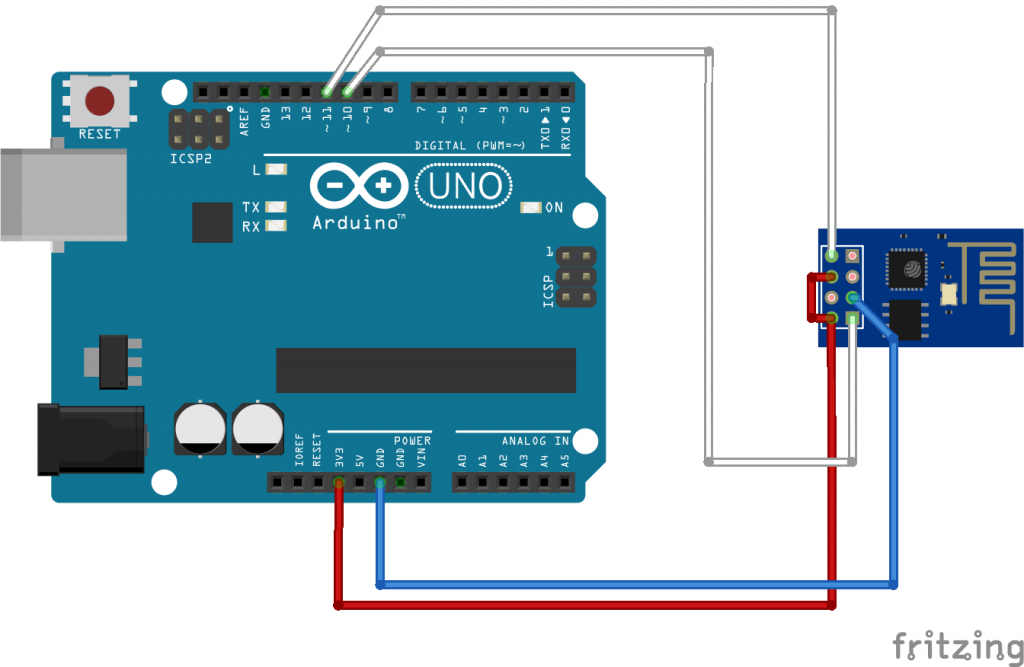 RESET
ICSP2
AREF
GND
13
12
~11
~10
~9
8
7
~6
~5
4
~3
2
TX0▶1
RX0◀0
DIGITAL (PWM=~)
L
TX
RX
Arduino™
UNO
ON
1
ICSP
IOREF
RESET
3V3
5V
GND
GND
VIN
POWER
ANALOG IN
A0
A1
A2
A3
A4
A5
fritzing